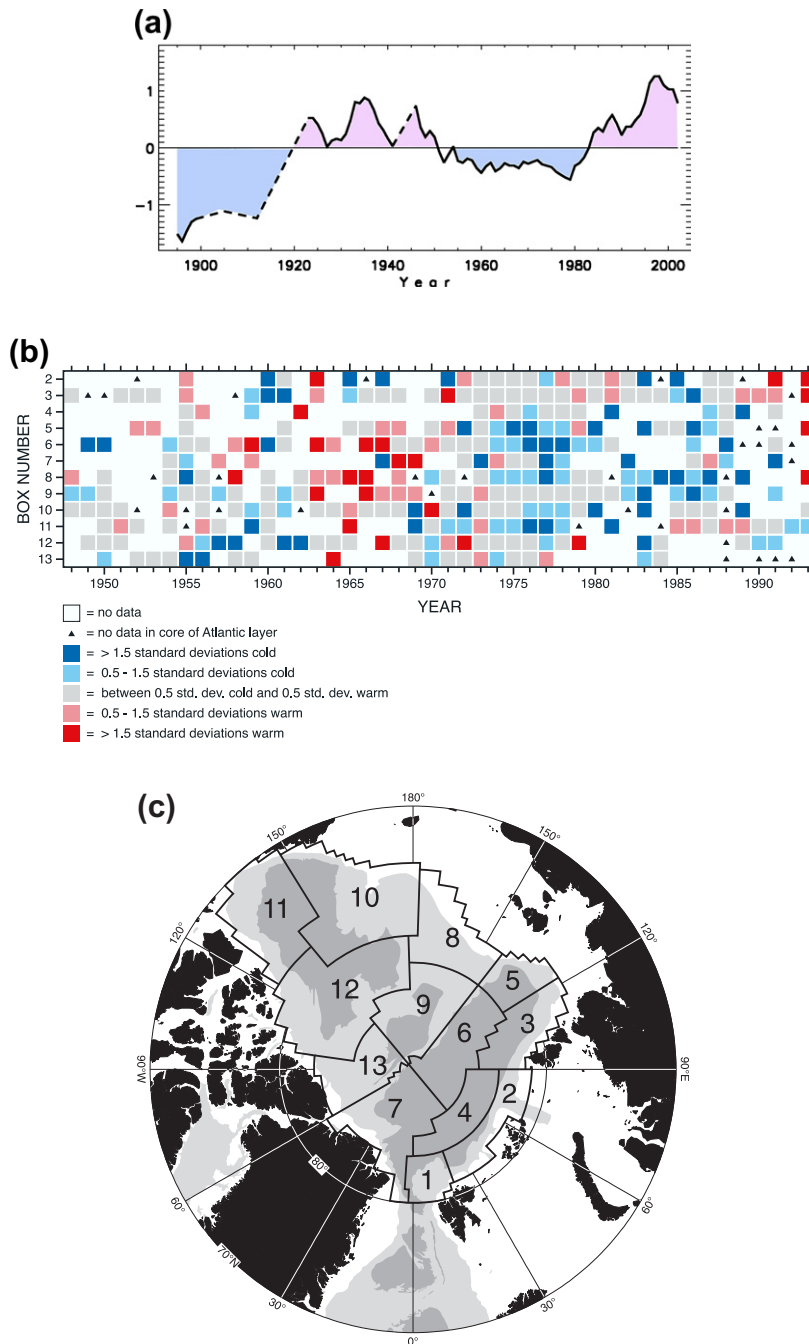 (a)
1
0
−1
1900 1920 1940 1960 1980 2000
Year
(b)
BOX NUMBER
2
3
4
5
6
7
8
9
10
11
12
13
1950 1955 1960 1965 1970 1975 1980 1985 1990
YEAR
= no data
= no data in core of Atlantic layer
= > 1.5 standard deviations cold
= 0.5 - 1.5 standard deviations cold
= between 0.5 std. dev. cold and 0.5 std. dev. warm
= 0.5 - 1.5 standard deviations warm
= > 1.5 standard deviations warm
(c)
180°
150° 150°
120° 120°
90°W 90°E
60° 60°
80°
70°N
30° 30°
0°
11 10 8 5
12 9 6 3
13 7 4 2
1